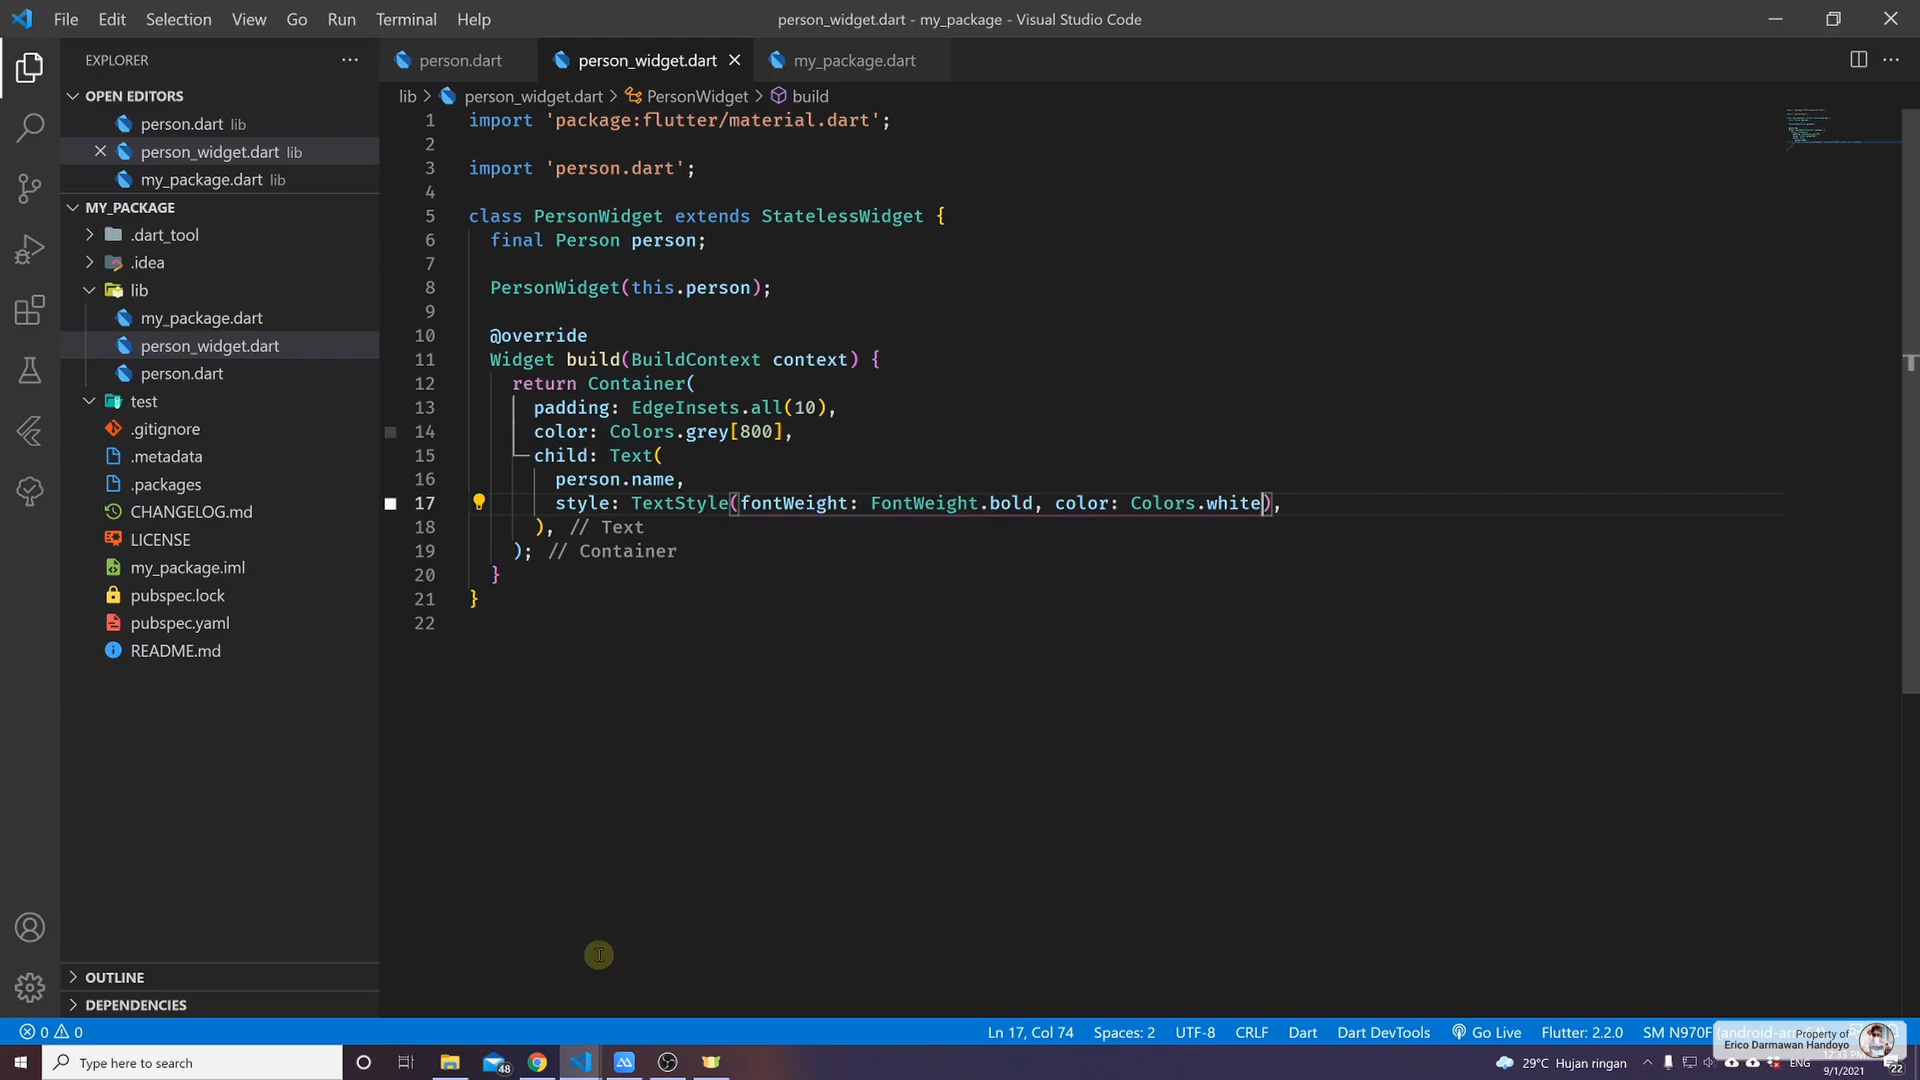 File Edit Selection View Go Run Terminal Help
person_widget.dart - my_package - Visual Studio Code
EXPLORER
person.dart
person_widget.dart
my_package.dart
OPEN EDITORS
person.dart lib
person_widget.dart lib
my_package.dart lib
MY_PACKAGE
.dart_tool
.idea
lib
my_package.dart
person_widget.dart
person.dart
test
.gitignore
.metadata
.packages
CHANGELOG.md
LICENSE
my_package.iml
pubspec.lock
pubspec.yaml
README.md
OUTLINE
DEPENDENCIES
lib > person_widget.dart > PersonWidget > build
1 import 'package:flutter/material.dart';
2
3 import 'person.dart';
4
5 class PersonWidget extends StatelessWidget {
6 final Person person;
7
8 PersonWidget(this.person);
9
10 @override
11 Widget build(BuildContext context) {
12 return Container(
13 padding: EdgeInsets.all(10),
14 color: Colors.grey[800],
15 child: Text(
16 person.name,
17 style: TextStyle(fontWeight: FontWeight.bold, color: Colors.white),
18 ), // Text
19 ); // Container
20 }
21 }
22
0 0
Ln 17, Col 74 Spaces: 2 UTF-8 CRLF Dart Dart DevTools Go Live Flutter: 2.2.0 SM N970F
Property of
Erico Darmawan Handoyo
Type here to search
48
29°C Hujan ringan
ENG
12:33 PM
9/1/2021
22